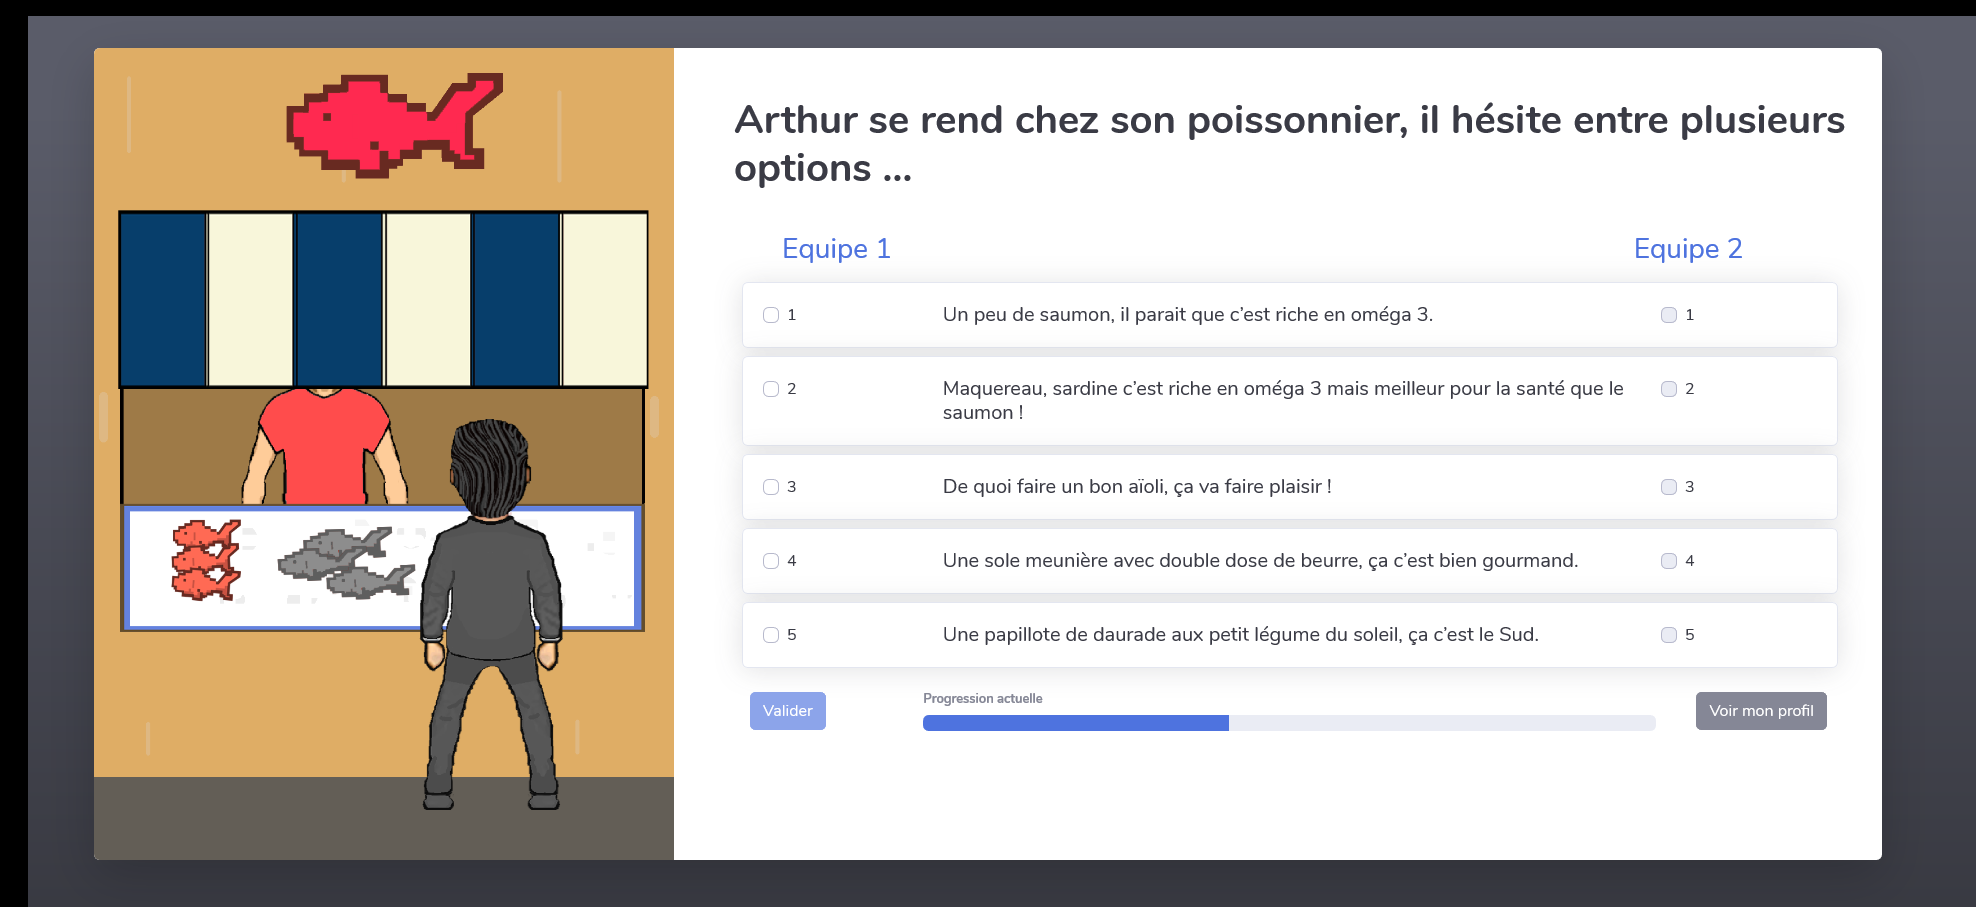 Arthur se rend chez son poissonnier, il hésite entre plusieurs
options ...
Equipe 1
Equipe 2
1 Un peu de saumon, il parait que c’est riche en oméga 3. 1
2 Maquereau, sardine c’est riche en oméga 3 mais meilleur pour la santé que le 2
saumon !
3 De quoi faire un bon aïoli, ça va faire plaisir ! 3
4 Une sole meunière avec double dose de beurre, ça c’est bien gourmand. 4
5 Une papillote de daurade aux petit légume du soleil, ça c’est le Sud. 5
Progression actuelle
Valider
Voir mon profil